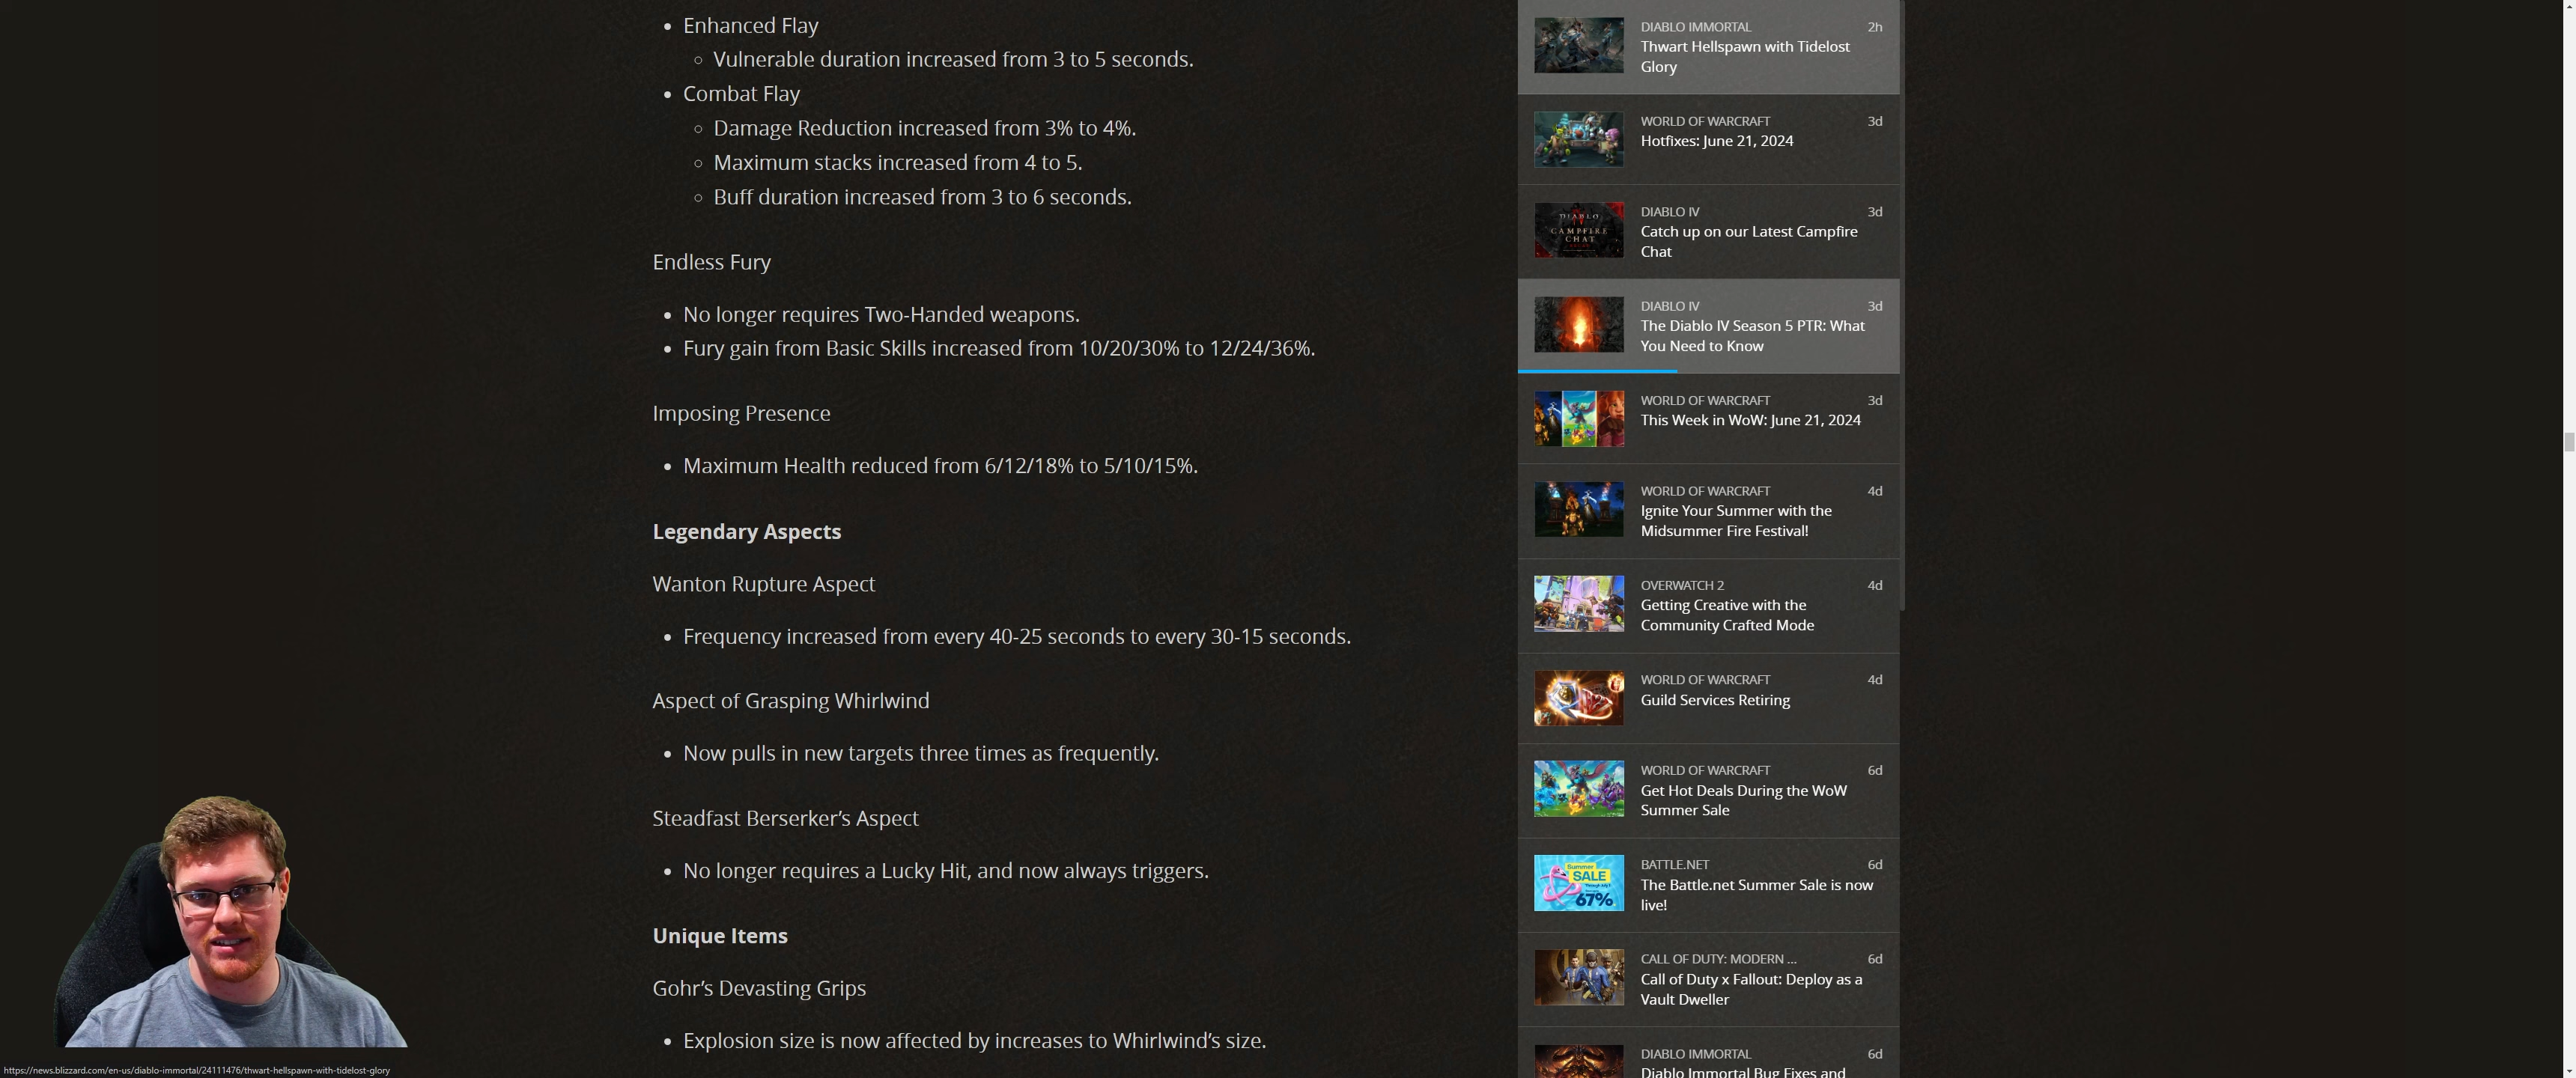 Enhanced Flay
Vulnerable duration increased from 3 to 5 seconds.
Combat Flay
Damage Reduction increased from 3% to 4%.
Maximum stacks increased from 4 to 5.
Buff duration increased from 3 to 6 seconds.
Endless Fury
No longer requires Two-Handed weapons.
Fury gain from Basic Skills increased from 10/20/30% to 12/24/36%.
Imposing Presence
Maximum Health reduced from 6/12/18% to 5/10/15%.
Legendary Aspects
Wanton Rupture Aspect
Frequency increased from every 40-25 seconds to every 30-15 seconds.
Aspect of Grasping Whirlwind
Now pulls in new targets three times as frequently.
Steadfast Berserker’s Aspect
No longer requires a Lucky Hit, and now always triggers.
Unique Items
Gohr’s Devasting Grips
Explosion size is now affected by increases to Whirlwind’s size.
DIABLO IMMORTAL 2h
Thwart Hellspawn with Tidelost
Glory
WORLD OF WARCRAFT 3d
Hotfixes: June 21, 2024
DIABLO IV
CAMPFIRE
CHAT
DIABLO IV 3d
Catch up on our Latest Campfire
Chat
DIABLO IV 3d
The Diablo IV Season 5 PTR: What
You Need to Know
WORLD OF WARCRAFT 3d
This Week in WoW: June 21, 2024
WORLD OF WARCRAFT 4d
Ignite Your Summer with the
Midsummer Fire Festival!
OVERWATCH 2 4d
Getting Creative with the
Community Crafted Mode
WORLD OF WARCRAFT 4d
Guild Services Retiring
WORLD OF WARCRAFT 6d
Get Hot Deals During the WoW
Summer Sale
Summer
SALE
67%
BATTLE.NET 6d
The Battle.net Summer Sale is now
live!
CALL OF DUTY: MODERN ... 6d
Call of Duty x Fallout: Deploy as a
Vault Dweller
DIABLO IMMORTAL 6d
Diablo Immortal Bug Fixes and
https://news.blizzard.com/en-us/diablo-immortal/24111476/thwart-hellspawn-with-tidelost-glory